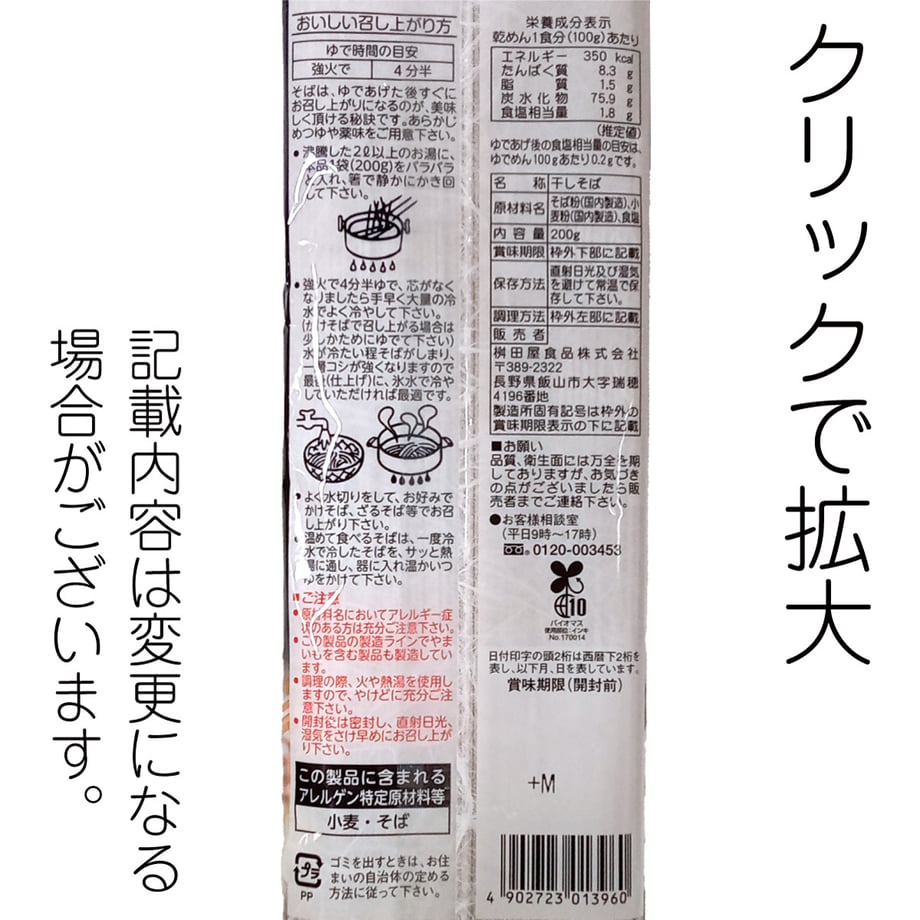 クリックで拡大
記載内容は変更になる
場合がございます。
おいしい召し上がり方
ゆで時間の目安
強火で 4分半
そばは、ゆであげた後すぐに
お召し上がりになるのが、美味
しく頂ける秘訣です。あらかじ
めつゆや薬味をご用意下さい。
●沸騰した2ℓ以上のお湯に、
本品1袋(200g)をバラバラ
と入れ、箸で静かにかき回
して下さい。
●強火で4分半ゆで、芯がなく
なりましたら手早く大量の冷
水でよく冷やして下さい。
(かけそばで召し上がる場合は
少しかためにゆでて下さい)
水が冷たい程そばがしまり、
一層コシが強くなりますので
最後(仕上げ)に、氷水で冷や
していただければ最適です。
●よく水切りをして、お好みで
かけそば、ざるそば等でお召
し上がり下さい。
●温めて食べるそばは、一度冷
水で冷したそばを、サッと熱
湯に通し、器に入れ温かいつ
ゆをかけて下さい。
■ご注意
●原材料名においてアレルギー症
状のある方は充分ご注意下さい。
●この製品の製造ラインでやま
いもを含む製品も製造してい
ます。
●調理の際、火や熱湯を使用し
ますので、やけどに充分ご注
意下さい。
●開封後は密封し、直射日光、
湿気をさけ早めにお召し上が
り下さい。
この製品に含まれる
アレルゲン特定原材料等
小麦・そば
プラ
PP
ゴミを出すときは、お住
まいの自治体の定める
方法に従って下さい。
栄養成分表示
乾めん1食分(100g)あたり
エネルギー 350 kcal
たんぱく質 8.3 g
脂質 1.5 g
炭水化物 75.9 g
食塩相当量 1.8 g
(推定値)
ゆであげ後の食塩相当量の目安は、
ゆでめん100gあたり0.2gです。
名称 干しそば
原材料名 そば粉(国内製造)、小
麦粉(国内製造)、食塩
内容量 200g
賞味期限 枠外下部に記載
保存方法 直射日光及び湿気
を避けて常温で保
存して下さい。
調理方法 枠外左部に記載
販売者
桝田屋食品株式会社
〒389-2322
長野県飯山市大字瑞穂
4196番地
製造所固有記号は枠外の
賞味期限表示の下に記載
■お願い
品質、衛生面には万全を期
しておりますが、お気づき
の点がございましたら販
売者までご連絡下さい。
●お客様相談室
(平日9時～17時)
0120-003453
10
バイオマス
使用部位:インキ
No.170014
日付印字の頭2桁は西暦下2桁を
表し、以下月、日を表しています。
賞味期限(開封前)
+M
4 902723 013960